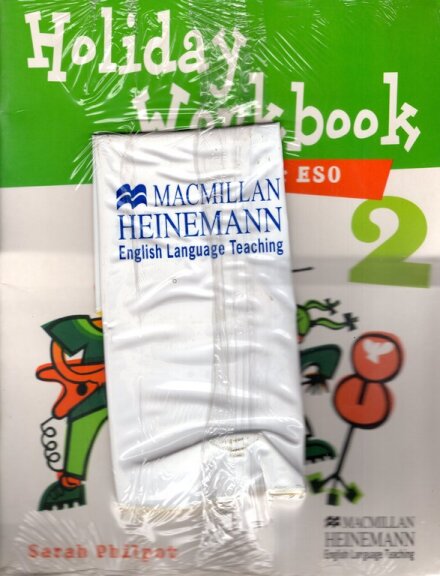 Holiday
Workbook
ESO
2
MACMILLAN
HEINEMANN
English Language Teaching
Sarah Philpot
MACMILLAN
HEINEMANN
English Language Teaching